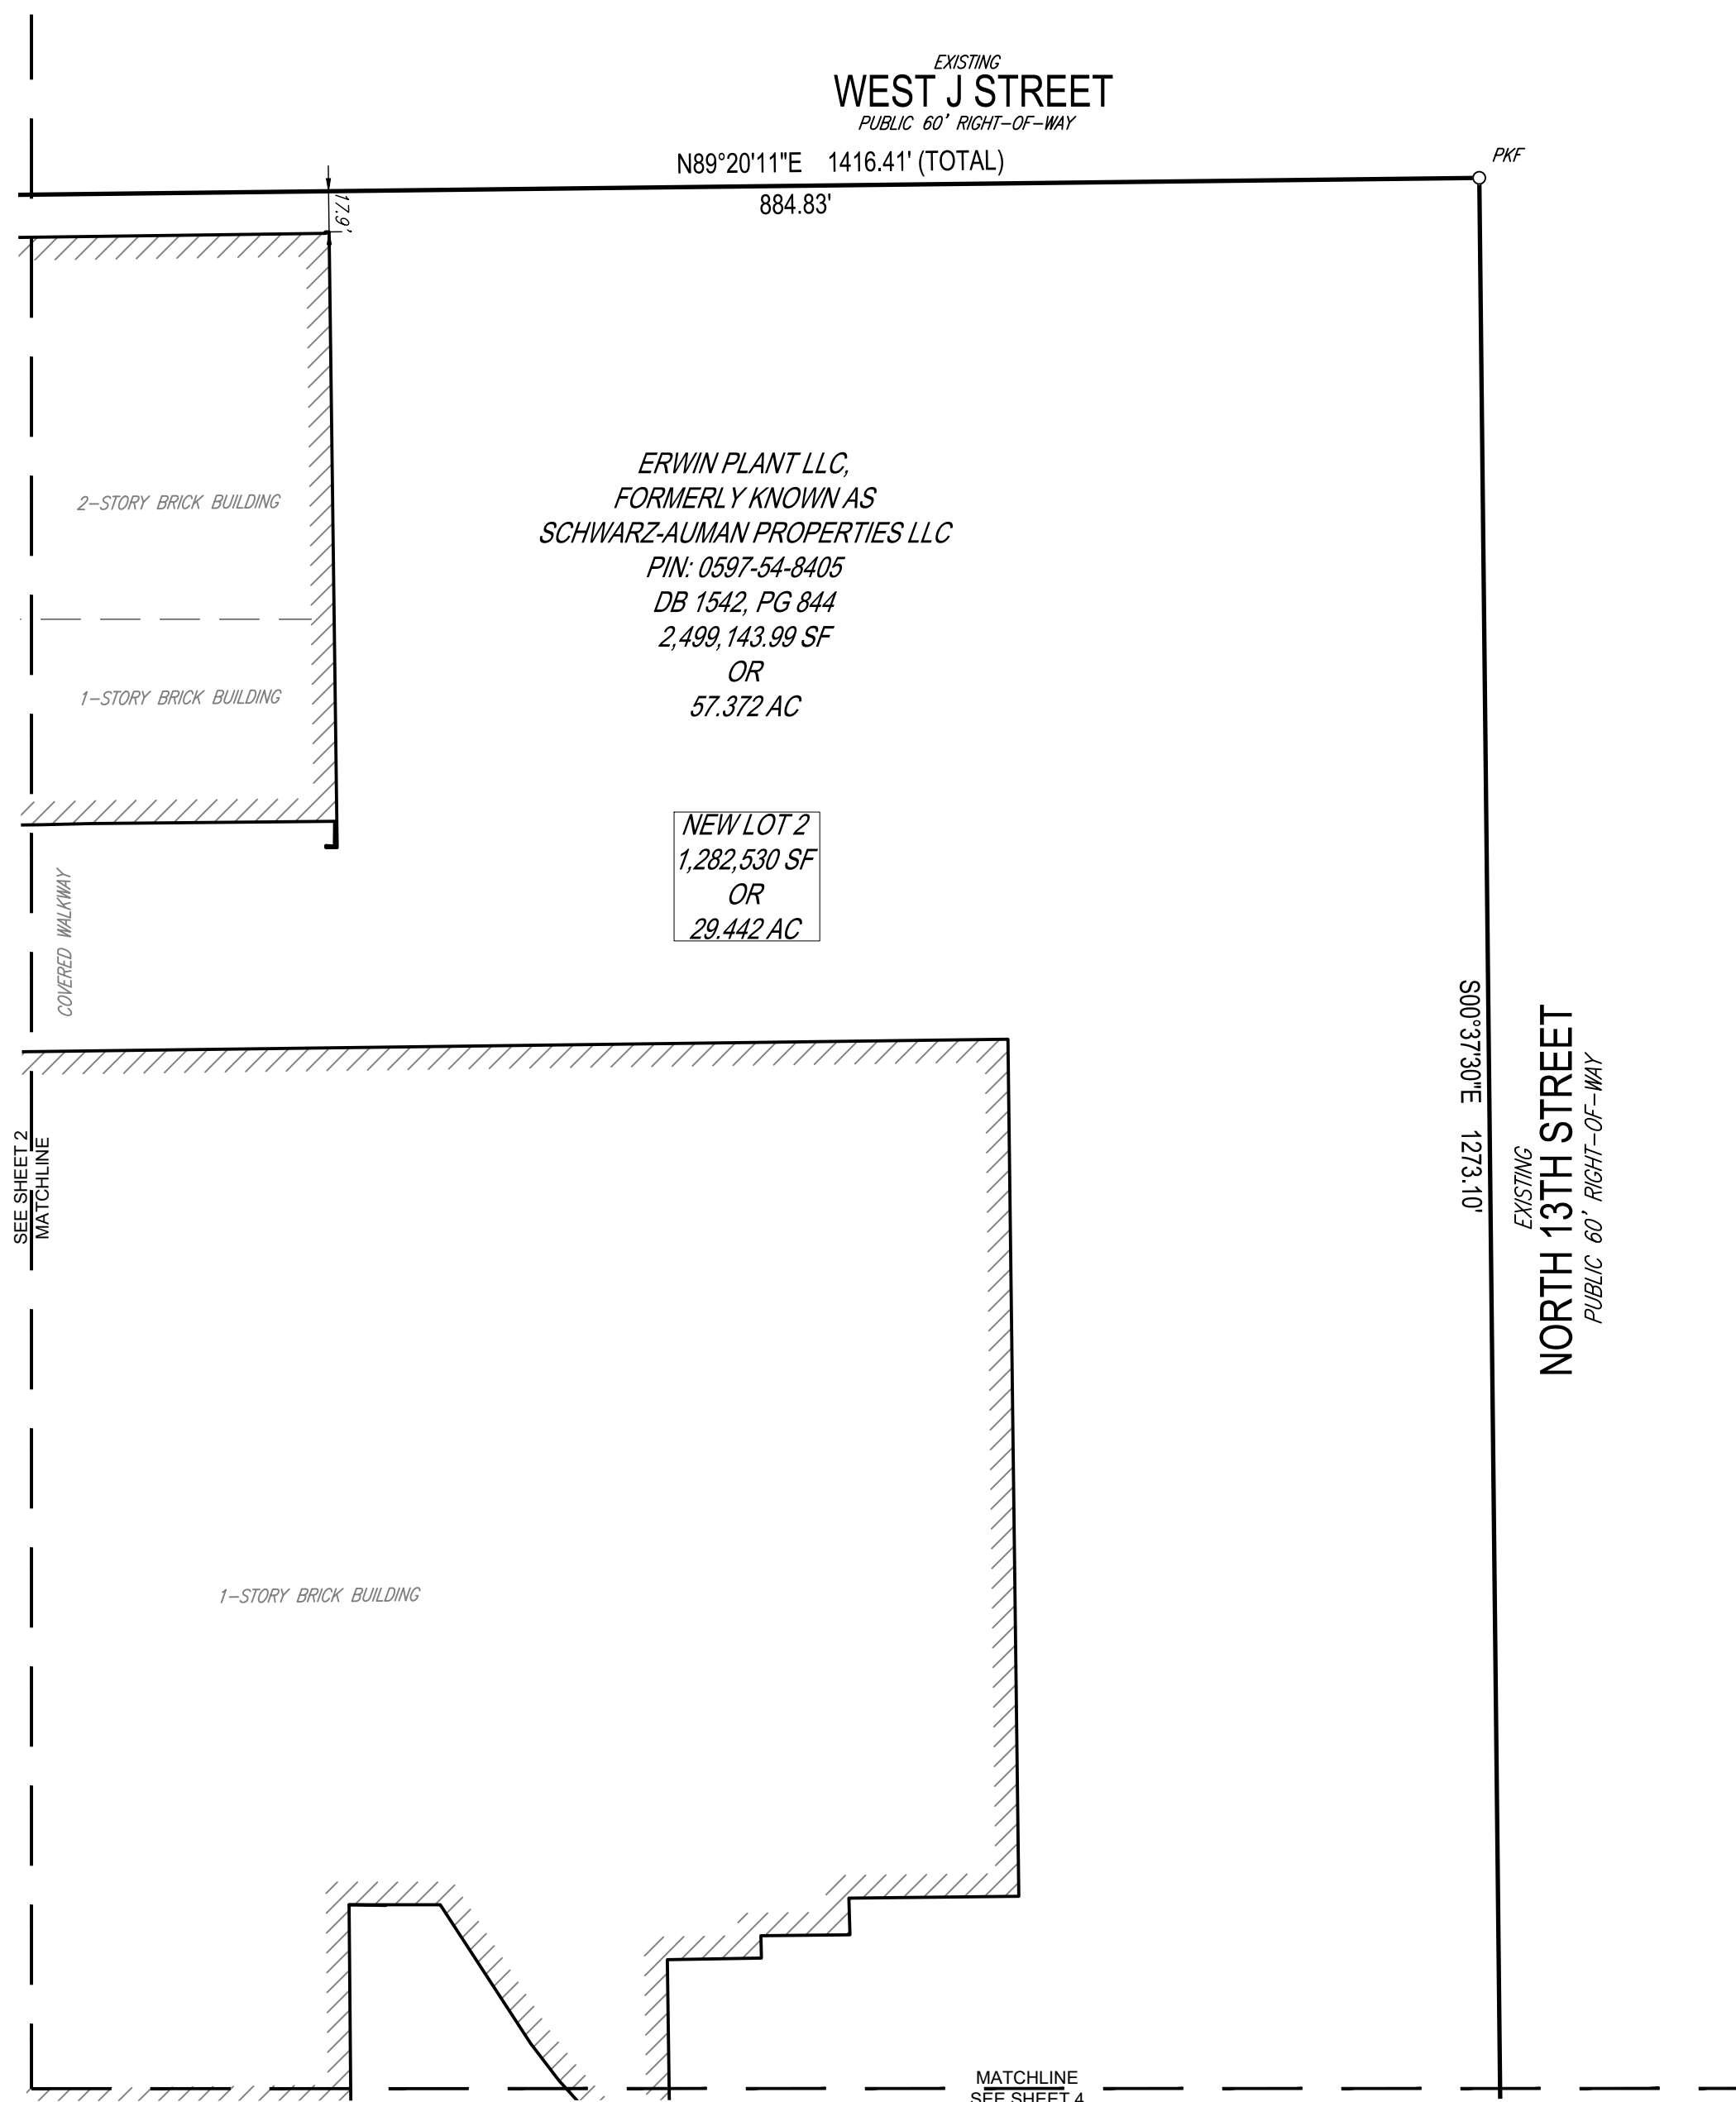 EXISTING
WEST J STREET
PUBLIC 60' RIGHT-OF-WAY
N89°20'11"E 1416.41' (TOTAL)
PKF
884.83'
17.9'
ERWIN PLANT LLC,
FORMERLY KNOWN AS
SCHWARZ-AUMAN PROPERTIES LLC
PIN: 0597-54-8405
DB 1542, PG 844
2,499,143.99 SF
OR
57.372 AC
2-STORY BRICK BUILDING
1-STORY BRICK BUILDING
NEW LOT 2
1,282,530 SF
OR
29.442 AC
COVERED WALKWAY
S00°37'30"E 1273.10'
EXISTING
NORTH 13TH STREET
PUBLIC 60' RIGHT-OF-WAY
SEE SHEET 2
MATCHLINE
1-STORY BRICK BUILDING
MATCHLINE
SEE SHEET 4